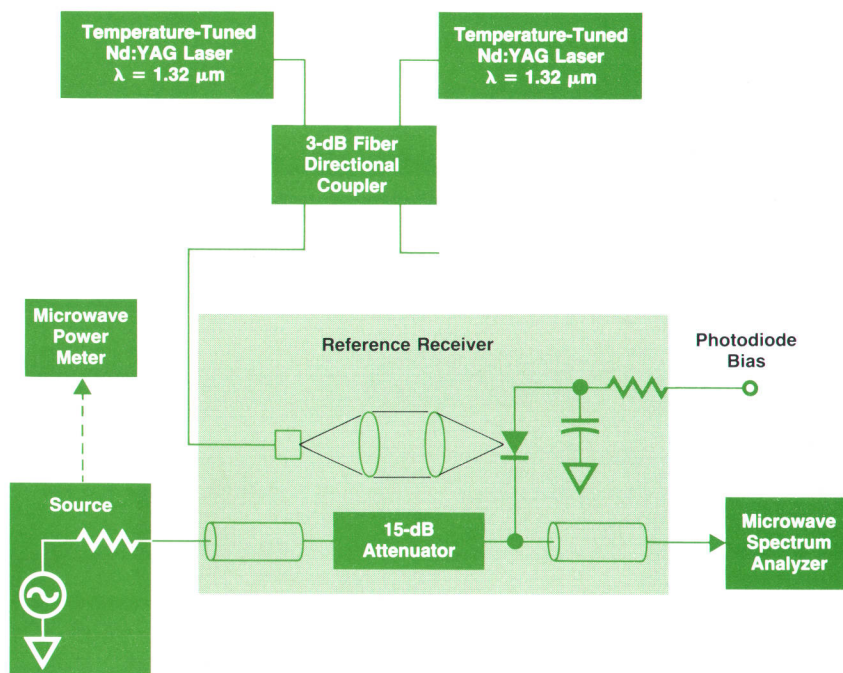 Temperature-Tuned
Nd:YAG Laser
λ = 1.32 μm
Temperature-Tuned
Nd:YAG Laser
λ = 1.32 μm
3-dB Fiber
Directional
Coupler
Microwave
Power
Meter
Reference Receiver
Photodiode
Bias
Source
15-dB
Attenuator
Microwave
Spectrum
Analyzer